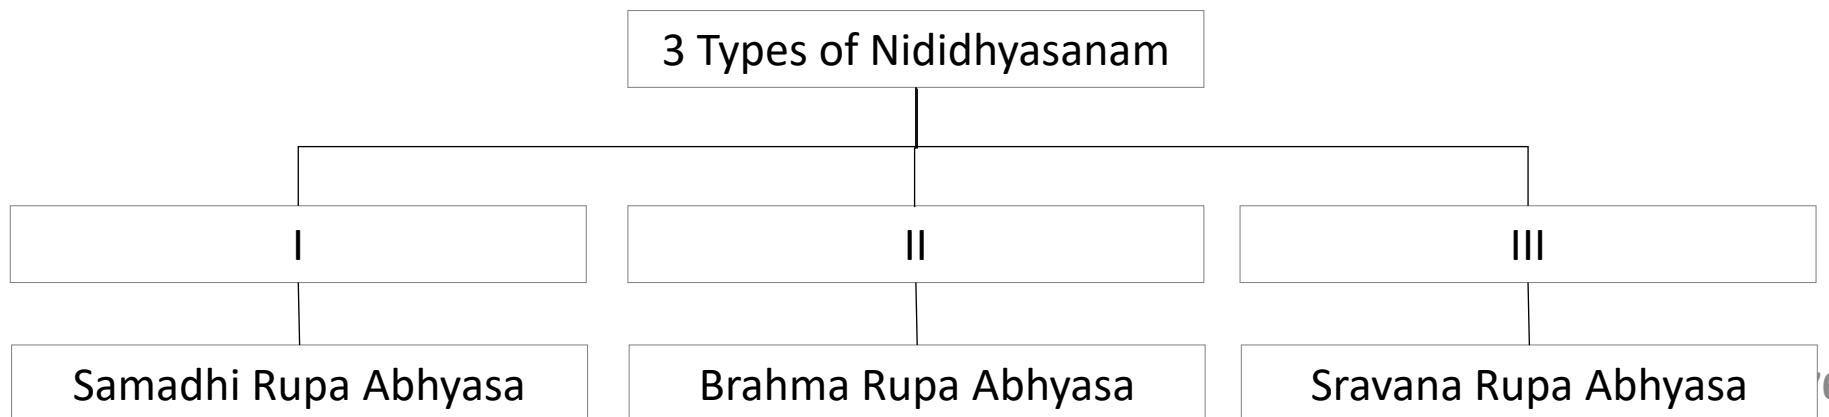 3 Types of Nididhyasanam
I
II
III
Samadhi Rupa Abhyasa
Brahma Rupa Abhyasa
Sravana Rupa Abhyasa